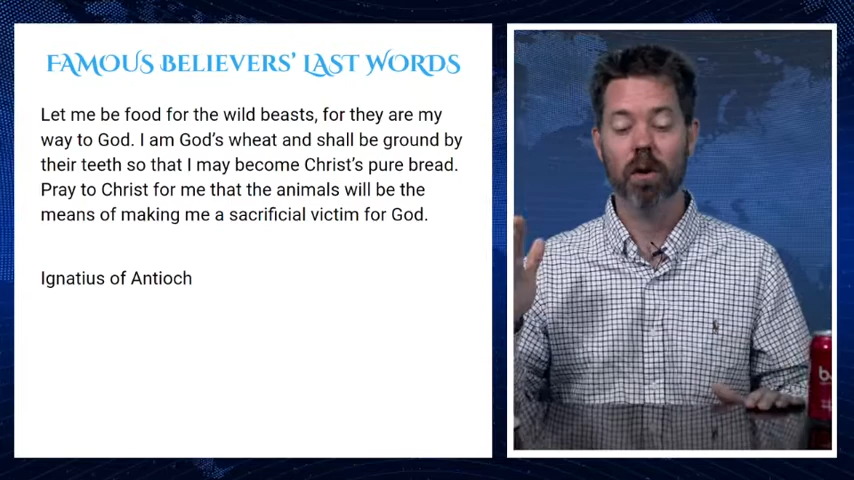 FAMOUS BELIEVERS' LAST WORDS
Let me be food for the wild beasts, for they are my
way to God. I am God's wheat and shall be ground by
their teeth so that I may become Christ's pure bread.
Pray to Christ for me that the animals will be the
means of making me a sacrificial victim for God.
Ignatius of Antioch